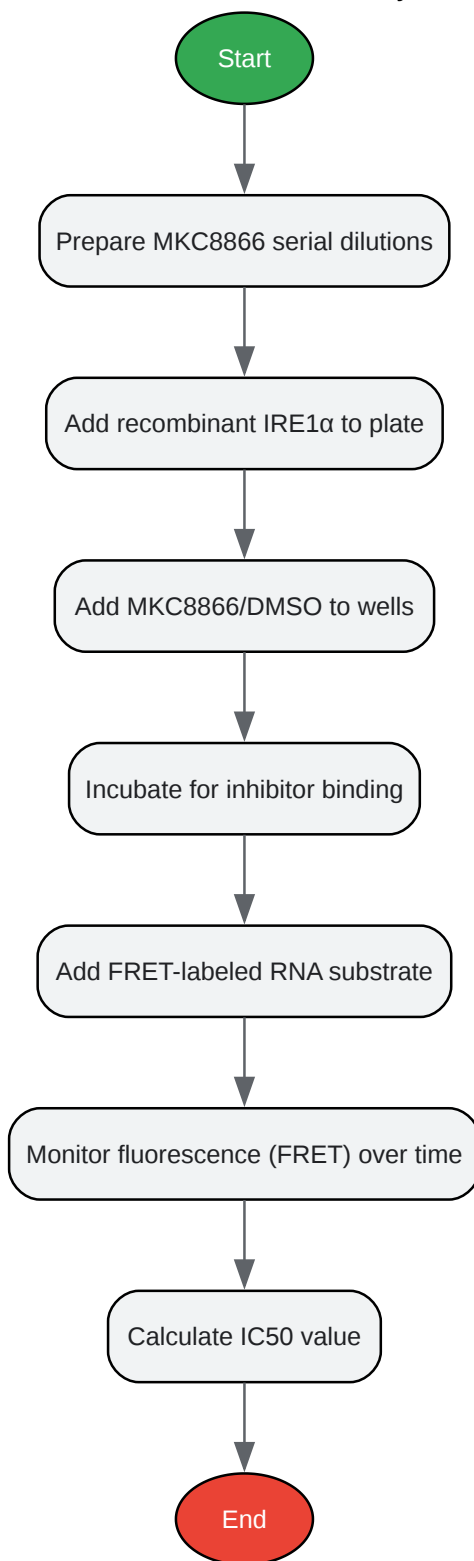 Start
Prepare MKC8866 serial dilutions
Add recombinant IRE1α to plate
Add MKC8866/DMSO to wells
Incubate for inhibitor binding
Add FRET-labeled RNA substrate
Monitor fluorescence (FRET) over time
Calculate IC50 value
End